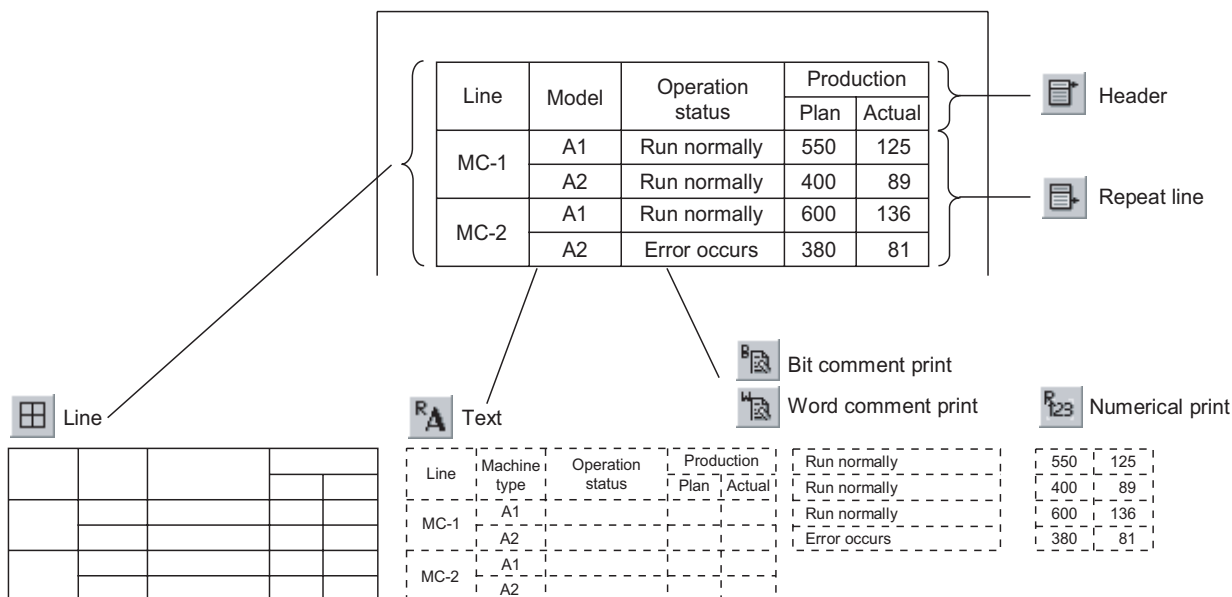 Line Model Operation status Production
Plan Actual
MC-1 A1 Run normally 550 125
A2 Run normally 400 89
MC-2 A1 Run normally 600 136
A2 Error occurs 380 81
Header
Repeat line
B Bit comment print
W Word comment print
Line
R A Text
R 123 Numerical print
Line Machine type Operation status Production
Plan Actual
MC-1 A1
A2
MC-2 A1
A2
Run normally
Run normally
Run normally
Error occurs
550 125
400 89
600 136
380 81